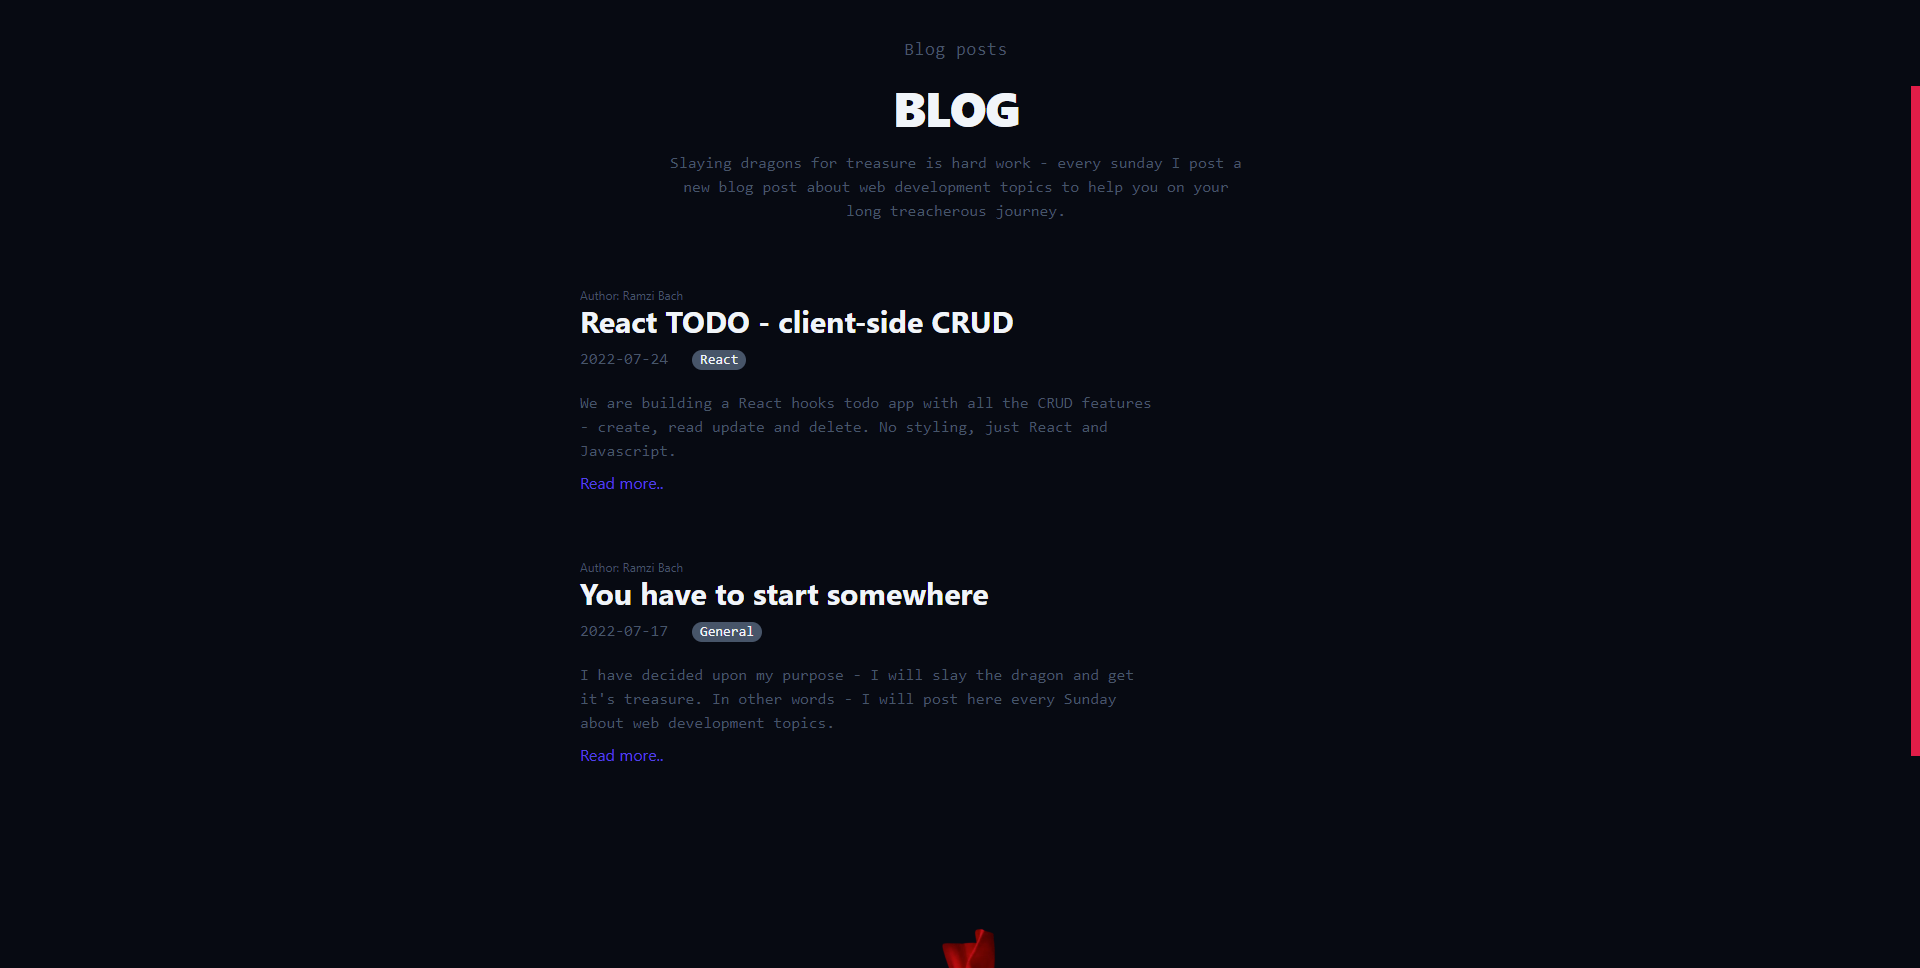 Blog posts
BLOG
Slaying dragons for treasure is hard work - every sunday I post a
new blog post about web development topics to help you on your
long treacherous journey.
Author: Ramzi Bach
React TODO - client-side CRUD
2022-07-24 React
We are building a React hooks todo app with all the CRUD features
- create, read update and delete. No styling, just React and
Javascript.
Read more..
Author: Ramzi Bach
You have to start somewhere
2022-07-17 General
I have decided upon my purpose - I will slay the dragon and get
it's treasure. In other words - I will post here every Sunday
about web development topics.
Read more..